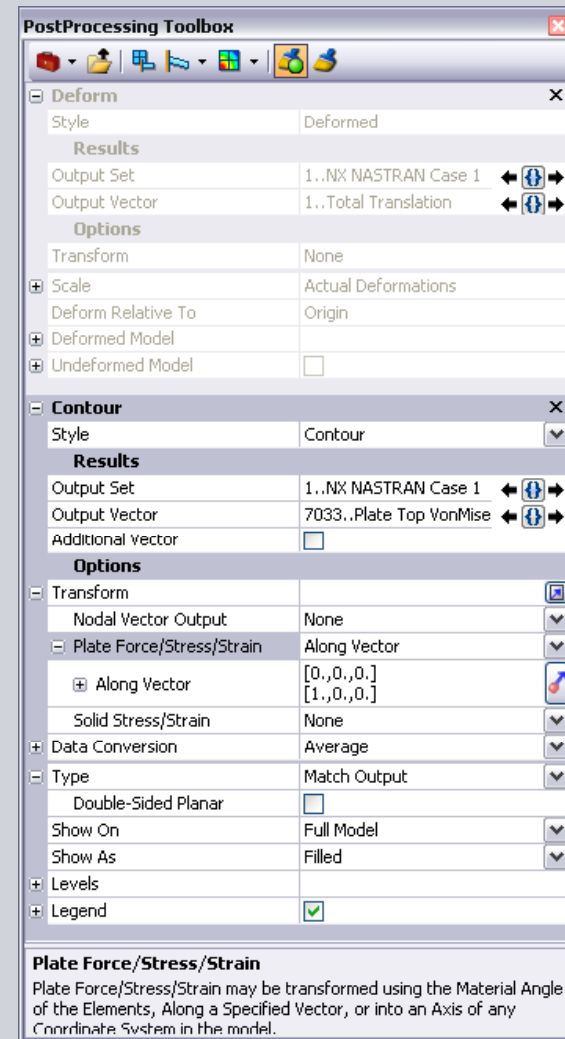 PostProcessing Toolbox
Deform
Style Deformed
Results
Output Set 1..NX NASTRAN Case 1
Output Vector 1..Total Translation
Options
Transform None
Scale Actual Deformations
Deform Relative To Origin
Deformed Model
Undeformed Model
Contour
Style Contour
Results
Output Set 1..NX NASTRAN Case 1
Output Vector 7033..Plate Top VonMise
Additional Vector
Options
Transform
Nodal Vector Output None
Plate Force/Stress/Strain Along Vector
Along Vector [0.,0.,0.]
[1.,0.,0.]
Solid Stress/Strain None
Data Conversion Average
Type Match Output
Double-Sided Planar
Show On Full Model
Show As Filled
Levels
Legend
Plate Force/Stress/Strain
Plate Force/Stress/Strain may be transformed using the Material Angle
of the Elements, Along a Specified Vector, or into an Axis of any
Coordinate System in the model.